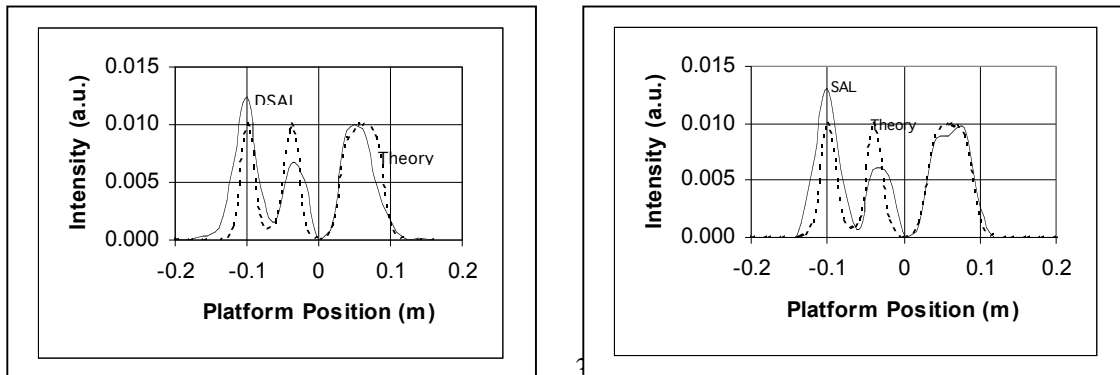 0.015
0.010
0.005
0.000
Intensity (a.u.)
DSAL
Theory
-0.2 -0.1 0 0.1 0.2
Platform Position (m)
0.015
0.010
0.005
0.000
Intensity (a.u.)
SAL
Theory
-0.2 -0.1 0 0.1 0.2
Platform Position (m)